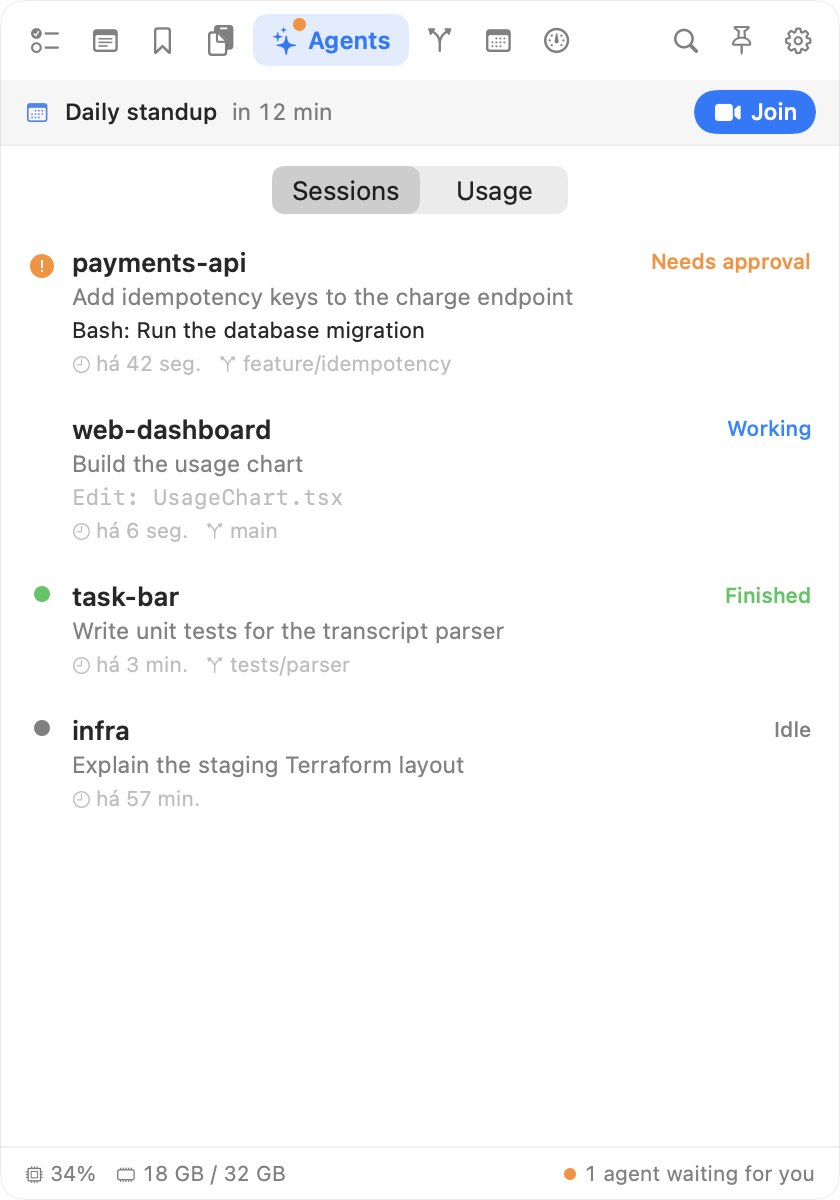 Agents
Daily standup in 12 min
Join
Sessions Usage
payments-api Needs approval
Add idempotency keys to the charge endpoint
Bash: Run the database migration
há 42 seg. feature/idempotency
web-dashboard Working
Build the usage chart
Edit: UsageChart.tsx
há 6 seg. main
task-bar Finished
Write unit tests for the transcript parser
há 3 min. tests/parser
infra Idle
Explain the staging Terraform layout
há 57 min.
34% 18 GB / 32 GB 1 agent waiting for you